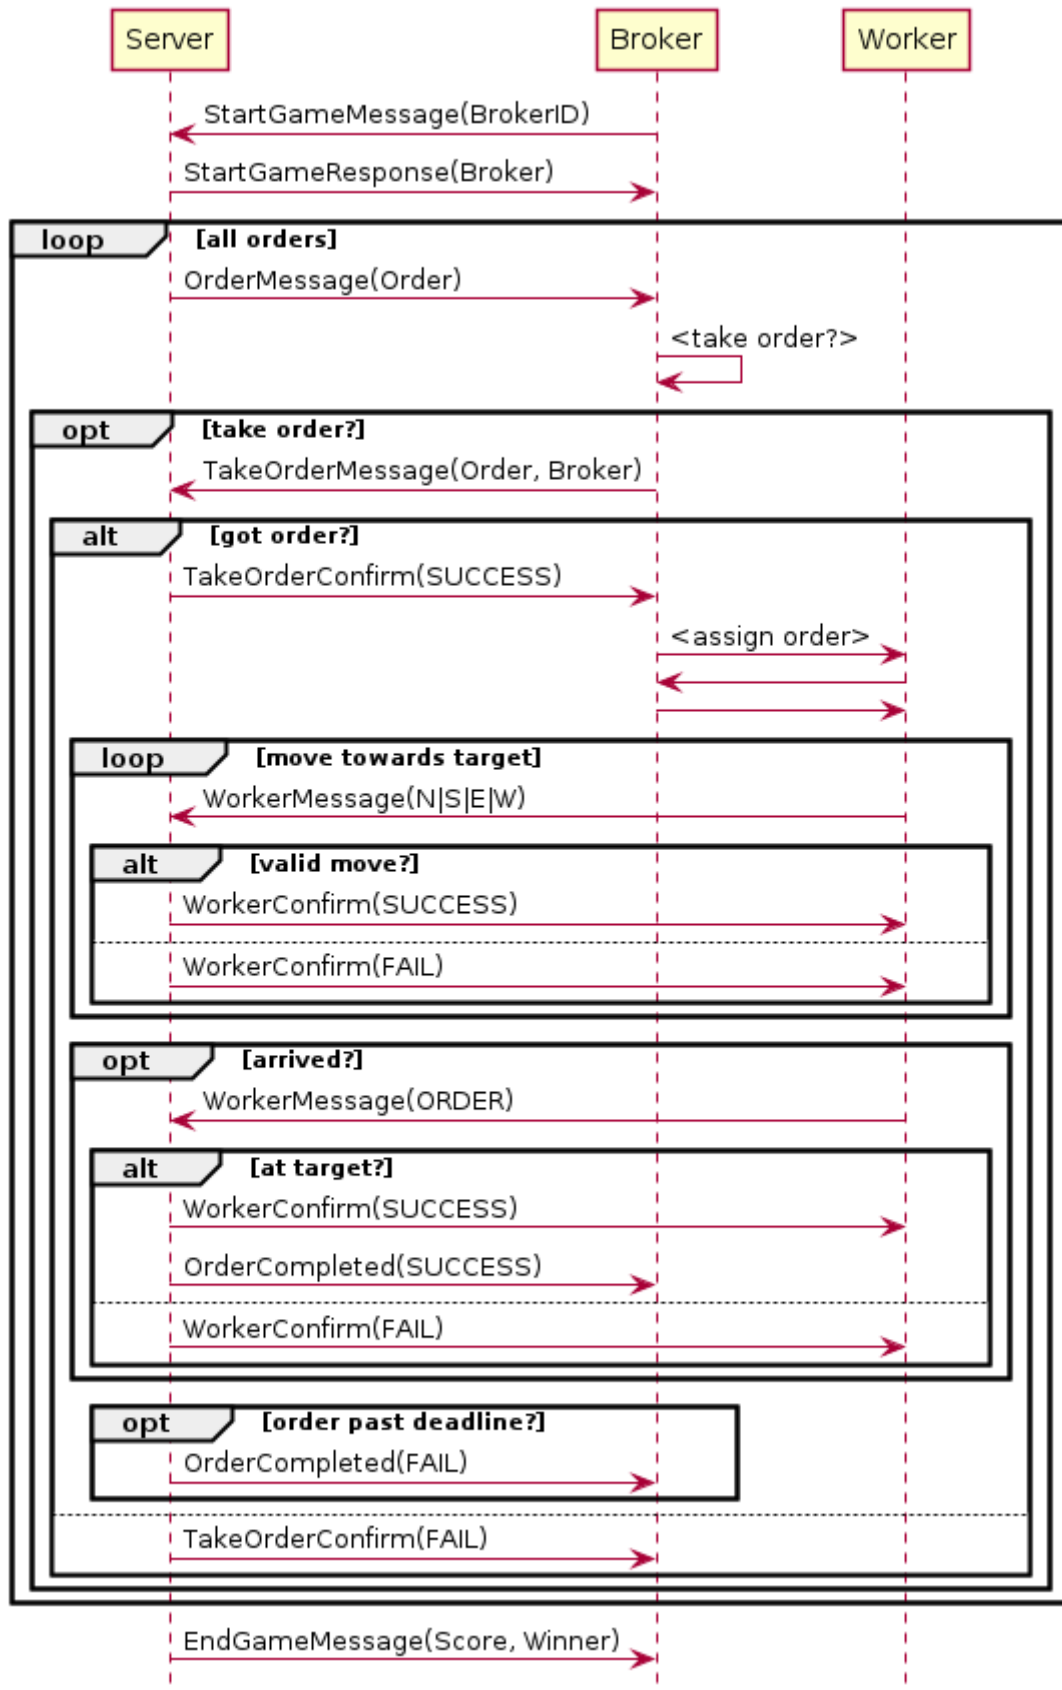 Server Broker Worker
StartGameMessage(BrokerID)
StartGameResponse(Broker)
loop [all orders]
OrderMessage(Order)
<take order?>
opt [take order?]
TakeOrderMessage(Order, Broker)
alt [got order?]
TakeOrderConfirm(SUCCESS)
<assign order>
loop [move towards target]
WorkerMessage(N|S|E|W)
alt [valid move?]
WorkerConfirm(SUCCESS)
WorkerConfirm(FAIL)
opt [arrived?]
WorkerMessage(ORDER)
alt [at target?]
WorkerConfirm(SUCCESS)
OrderCompleted(SUCCESS)
WorkerConfirm(FAIL)
opt [order past deadline?]
OrderCompleted(FAIL)
TakeOrderConfirm(FAIL)
EndGameMessage(Score, Winner)